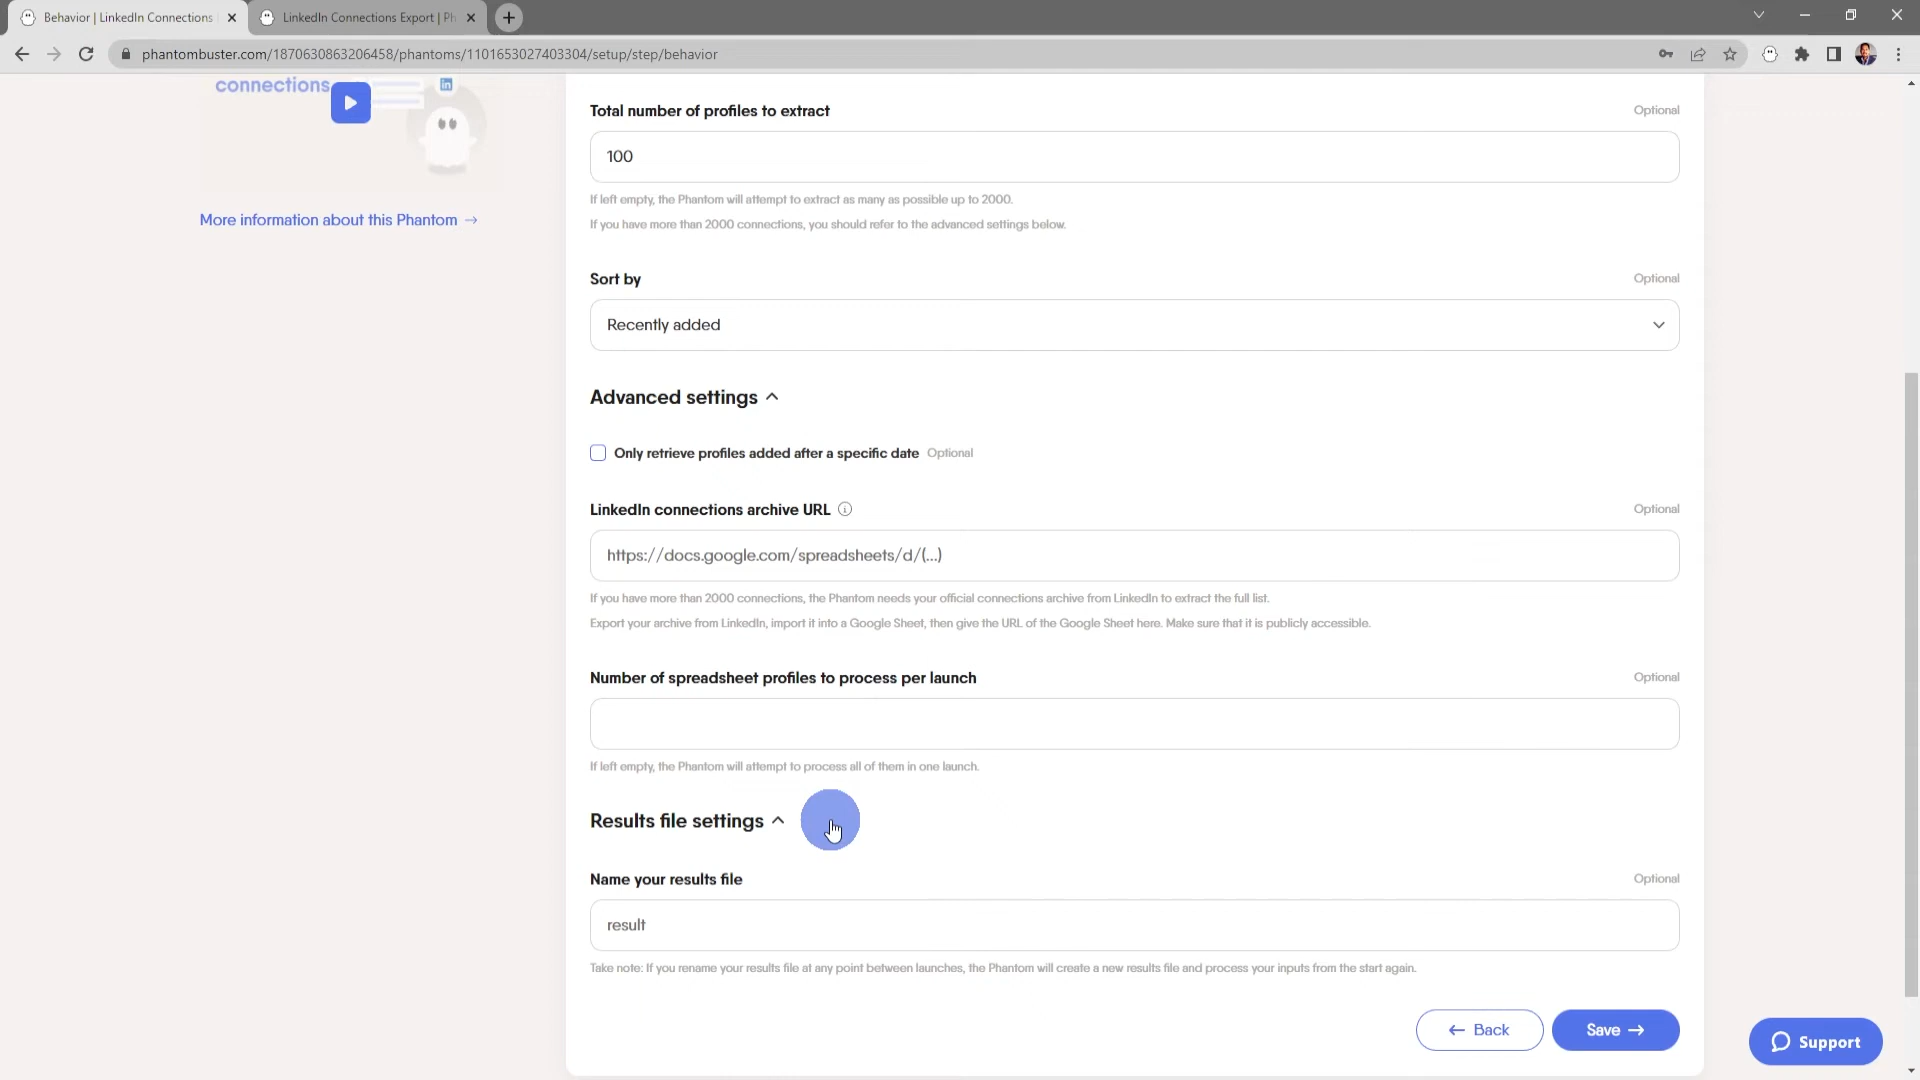 Behavior | LinkedIn Connections
LinkedIn Connections Export | Ph
phantombuster.com/1870630863206458/phantoms/1101653027403304/setup/step/behavior
connections
in
More information about this Phantom →
Total number of profiles to extract
Optional
100
If left empty, the Phantom will attempt to extract as many as possible up to 2000.
If you have more than 2000 connections, you should refer to the advanced settings below.
Sort by
Optional
Recently added
Advanced settings
Only retrieve profiles added after a specific date Optional
LinkedIn connections archive URL
Optional
https://docs.google.com/spreadsheets/d/(...)
If you have more than 2000 connections, the Phantom needs your official connections archive from LinkedIn to extract the full list.
Export your archive from LinkedIn, import it into a Google Sheet, then give the URL of the Google Sheet here. Make sure that it is publicly accessible.
Number of spreadsheet profiles to process per launch
Optional
If left empty, the Phantom will attempt to process all of them in one launch.
Results file settings
Name your results file
Optional
result
Take note: If you rename your results file at any point between launches, the Phantom will create a new results file and process your inputs from the start again.
← Back
Save →
Support